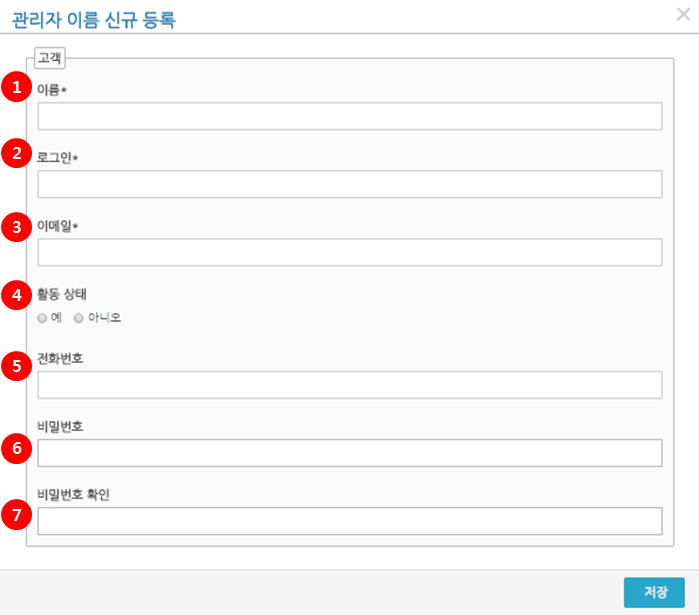 관리자 이름 신규 등록
고객
1 이름*
2 로그인*
3 이메일*
4 활동 상태
예 아니오
5 전화번호
비밀번호
6
비밀번호 확인
7
저장